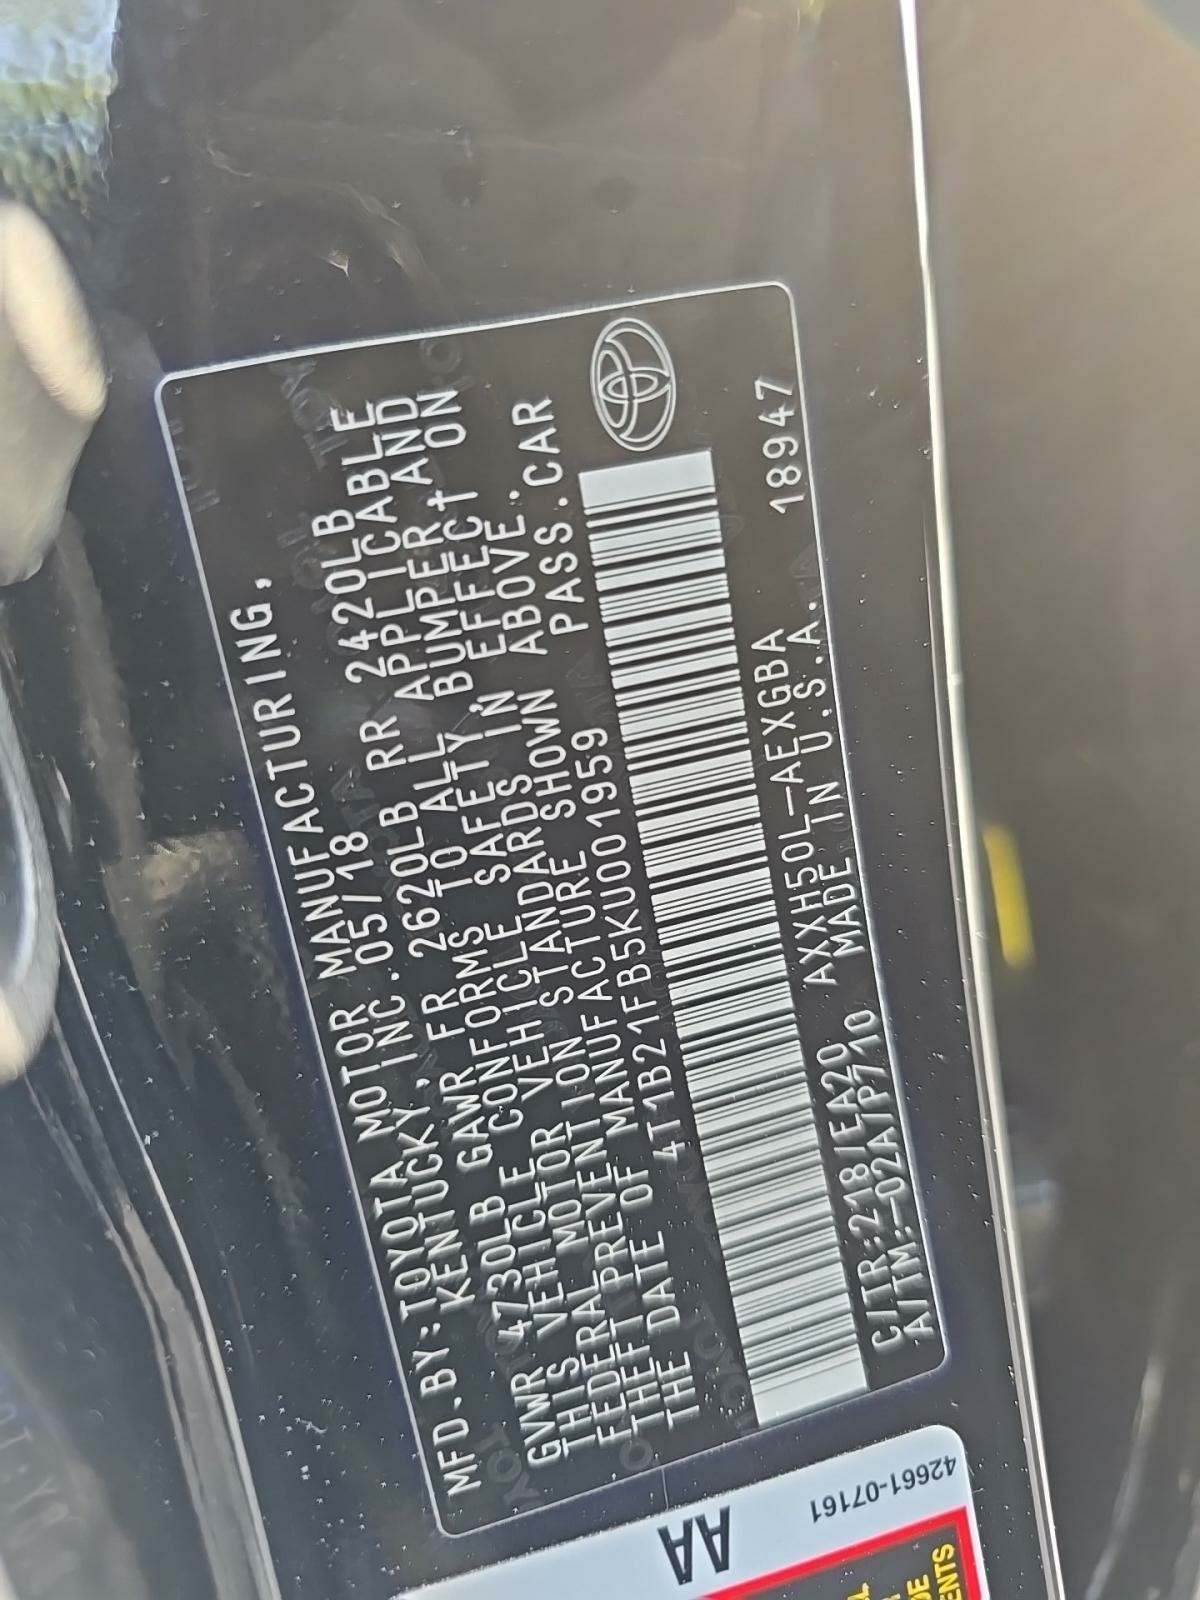 MFD.BY:TOYOTA MOTOR MANUFACTURING,
KENTUCKY, INC. 05/18
GVWR 4730LB GAWR FR 2620LB RR 2420LB
THIS VEHICLE CONFORMS TO ALL APPLICABLE
FEDERAL MOTOR VEHICLE SAFETY, BUMPER, AND
THEFT PREVENTION STANDARDS IN EFFECT ON
THE DATE OF MANUFACTURE SHOWN ABOVE.
4T1B21FB5KU001959 PASS.CAR
C/TR:218/EA20 AXXH50L-AEXGBA 18947
A/TM:-02A/P710 MADE IN U.S.A.
AA
42661-07161
ENTS